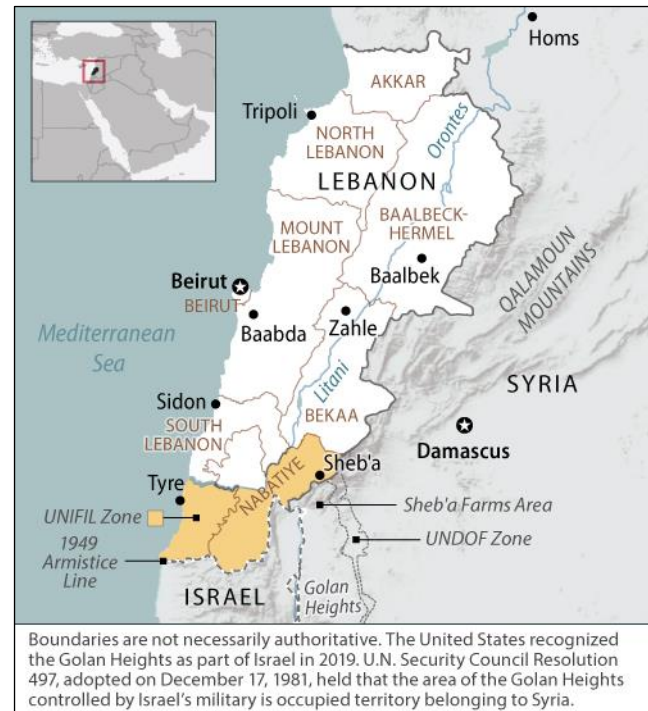 Homs
AKKAR
Tripoli
NORTH
LEBANON
Orontes
LEBANON
MOUNT
LEBANON
BAALBECK-
HERMEL
Baalbek
QALAMOUN
MOUNTAINS
Beirut
BEIRUT
Baabda
Zahle
Mediterranean
Sea
Litani
SYRIA
Sidon
BEKAA
SOUTH
LEBANON
Damascus
NABATIYE
Sheb'a
Tyre
Sheb'a Farms Area
UNIFIL Zone
UNDOF Zone
1949
Armistice
Line
ISRAEL
Golan
Heights
Boundaries are not necessarily authoritative. The United States recognized
the Golan Heights as part of Israel in 2019. U.N. Security Council Resolution
497, adopted on December 17, 1981, held that the area of the Golan Heights
controlled by Israel's military is occupied territory belonging to Syria.